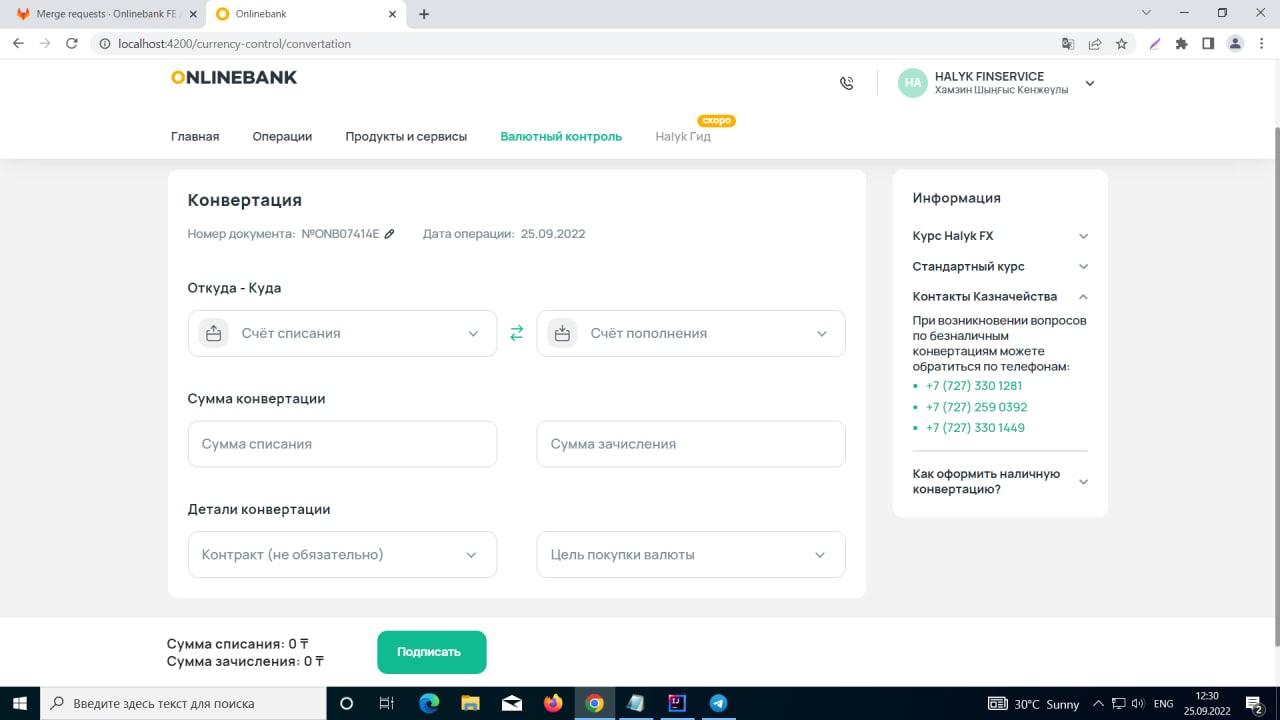 Merge requests · Onlinebank FE
Onlinebank
localhost:4200/currency-control/convertation
ONLINEBANK
HA
HALYK FINSERVICE
Хамзин Шыңғыс Кенжеулы
Главная
Операции
Продукты и сервисы
Валютный контроль
Halyk Гид
скоро
Конвертация
Номер документа: №ONB07414E
Дата операции: 25.09.2022
Откуда - Куда
Счёт списания
Счёт пополнения
Сумма конвертации
Сумма списания
Сумма зачисления
Детали конвертации
Контракт (не обязательно)
Цель покупки валюты
Информация
Курс Halyk FX
Стандартный курс
Контакты Казначейства
При возникновении вопросов
по безналичным
конвертациям можете
обратиться по телефонам:
• +7 (727) 330 1281
• +7 (727) 259 0392
• +7 (727) 330 1449
Как оформить наличную
конвертацию?
Сумма списания: 0 ₸
Сумма зачисления: 0 ₸
Подписать
Введите здесь текст для поиска
30°C Sunny
ENG
12:30
25.09.2022
2